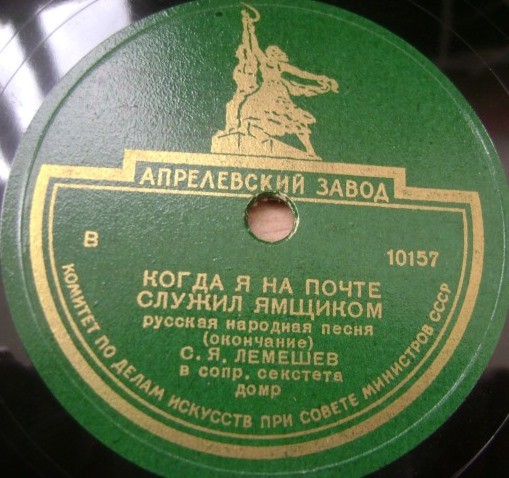 АПРЕЛЕВСКИЙ ЗАВОД
В
10157
КОГДА Я НА ПОЧТЕ
СЛУЖИЛ ЯМЩИКОМ
русская народная песня
(окончание)
С. Я. ЛЕМЕШЕВ
в сопр. секстета
домр
КОМИТЕТ ПО ДЕЛАМ ИСКУССТВ ПРИ СОВЕТЕ МИНИСТРОВ СССР